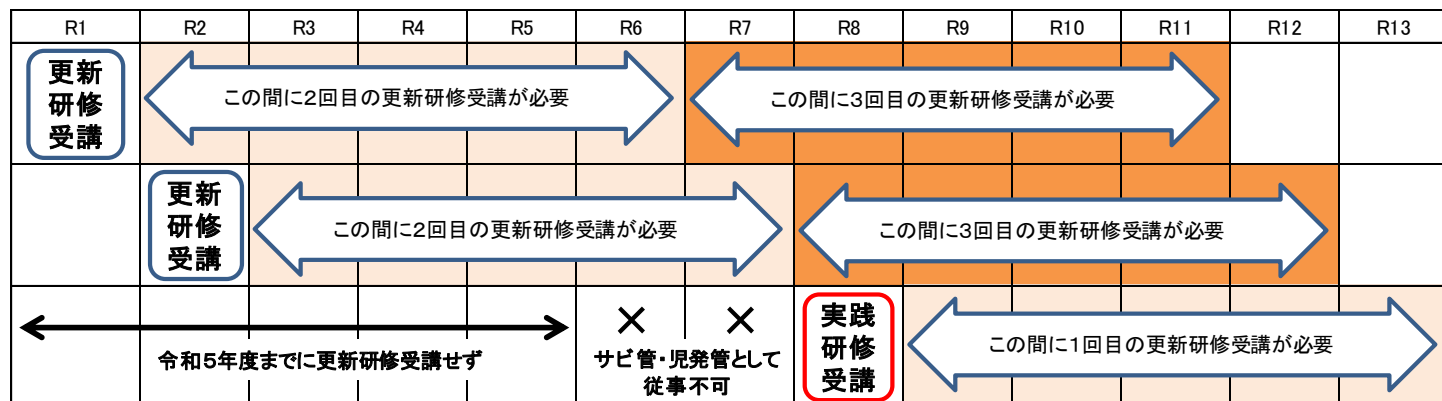 R1 R2 R3 R4 R5 R6 R7 R8 R9 R10 R11 R12 R13
更新
研修
受講
この間に2回目の更新研修受講が必要
この間に3回目の更新研修受講が必要
更新
研修
受講
この間に2回目の更新研修受講が必要
この間に3回目の更新研修受講が必要
令和5年度までに更新研修受講せず
× ×
サビ管・児発管として
従事不可
実践
研修
受講
この間に1回目の更新研修受講が必要